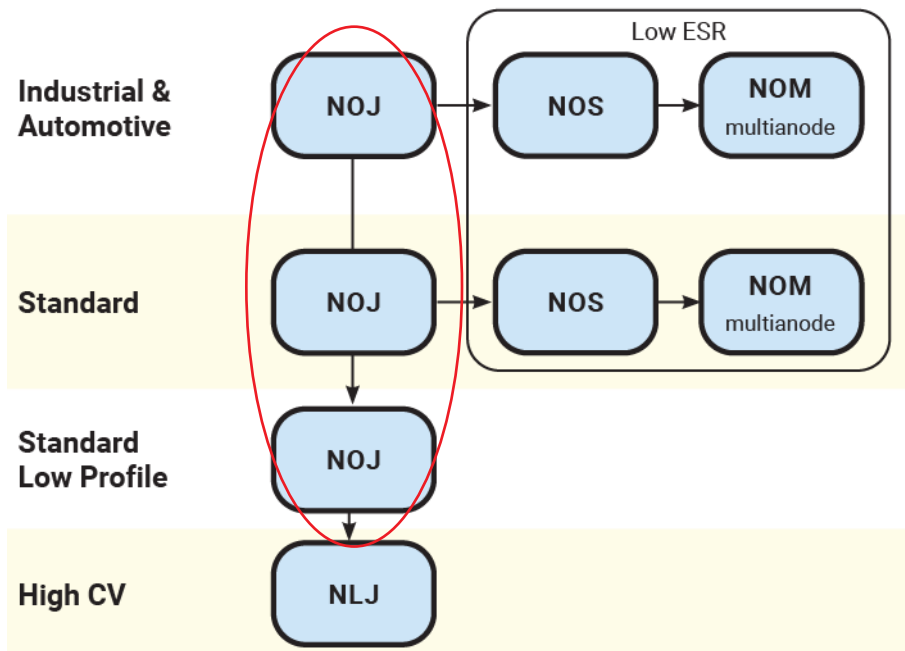 Low ESR
Industrial &
Automotive
NOJ
NOS
NOM
multianode
Standard
NOJ
NOS
NOM
multianode
Standard
Low Profile
NOJ
High CV
NLJ